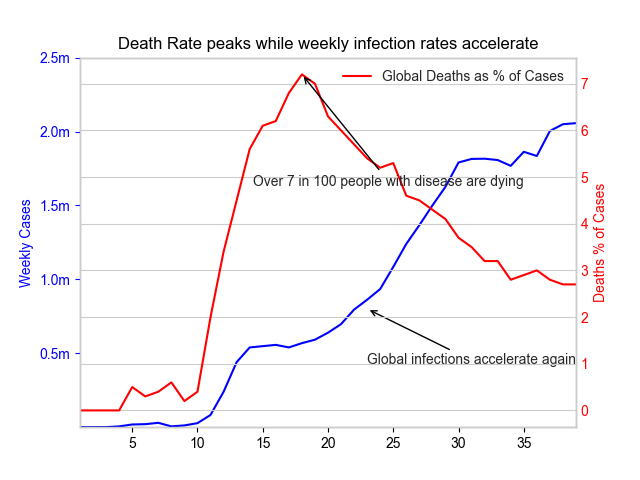 Death Rate peaks while weekly infection rates accelerate
2.5m
2.0m
1.5m
1.0m
0.5m
Weekly Cases
Global Deaths as % of Cases
Over 7 in 100 people with disease are dying
Global infections accelerate again
7
6
5
4
3
2
1
0
Deaths % of Cases
5
10
15
20
25
30
35